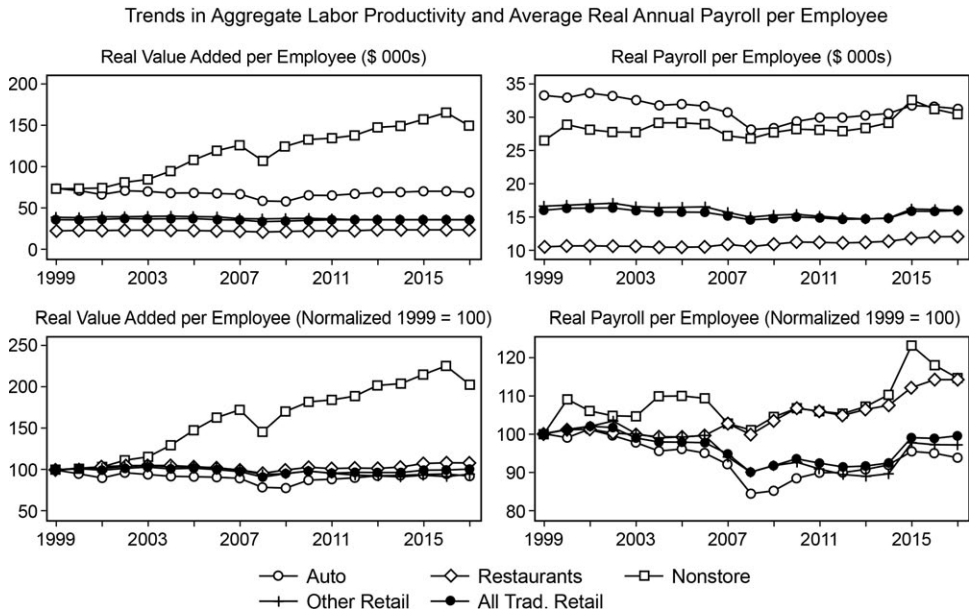 Trends in Aggregate Labor Productivity and Average Real Annual Payroll per Employee
Real Value Added per Employee ($ 000s)
200
150
100
50
0
1999 2003 2007 2011 2015
Real Payroll per Employee ($ 000s)
35
30
25
20
15
10
1999 2003 2007 2011 2015
Real Value Added per Employee (Normalized 1999 = 100)
250
200
150
100
50
1999 2003 2007 2011 2015
Real Payroll per Employee (Normalized 1999 = 100)
120
110
100
90
80
1999 2003 2007 2011 2015
Auto Restaurants Nonstore
Other Retail All Trad. Retail